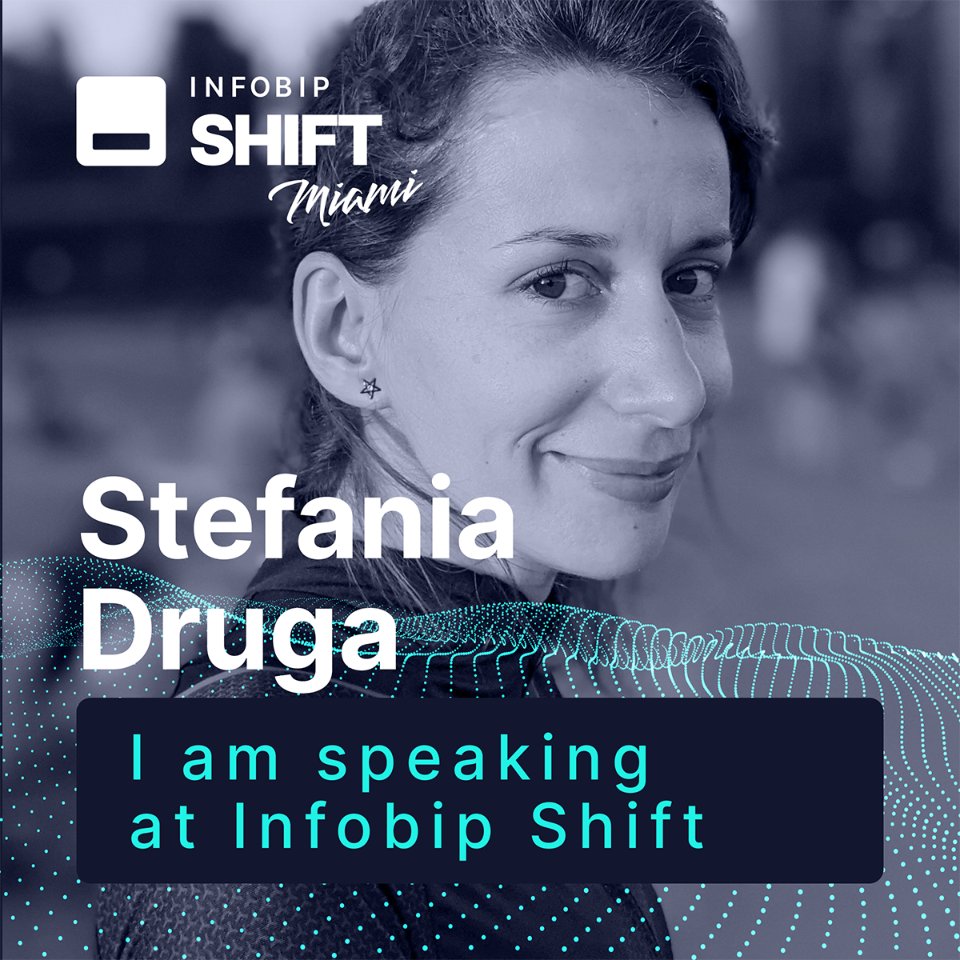 INFOBIP
SHIFT
Miami
Stefania
Druga
I am speaking
at Infobip Shift